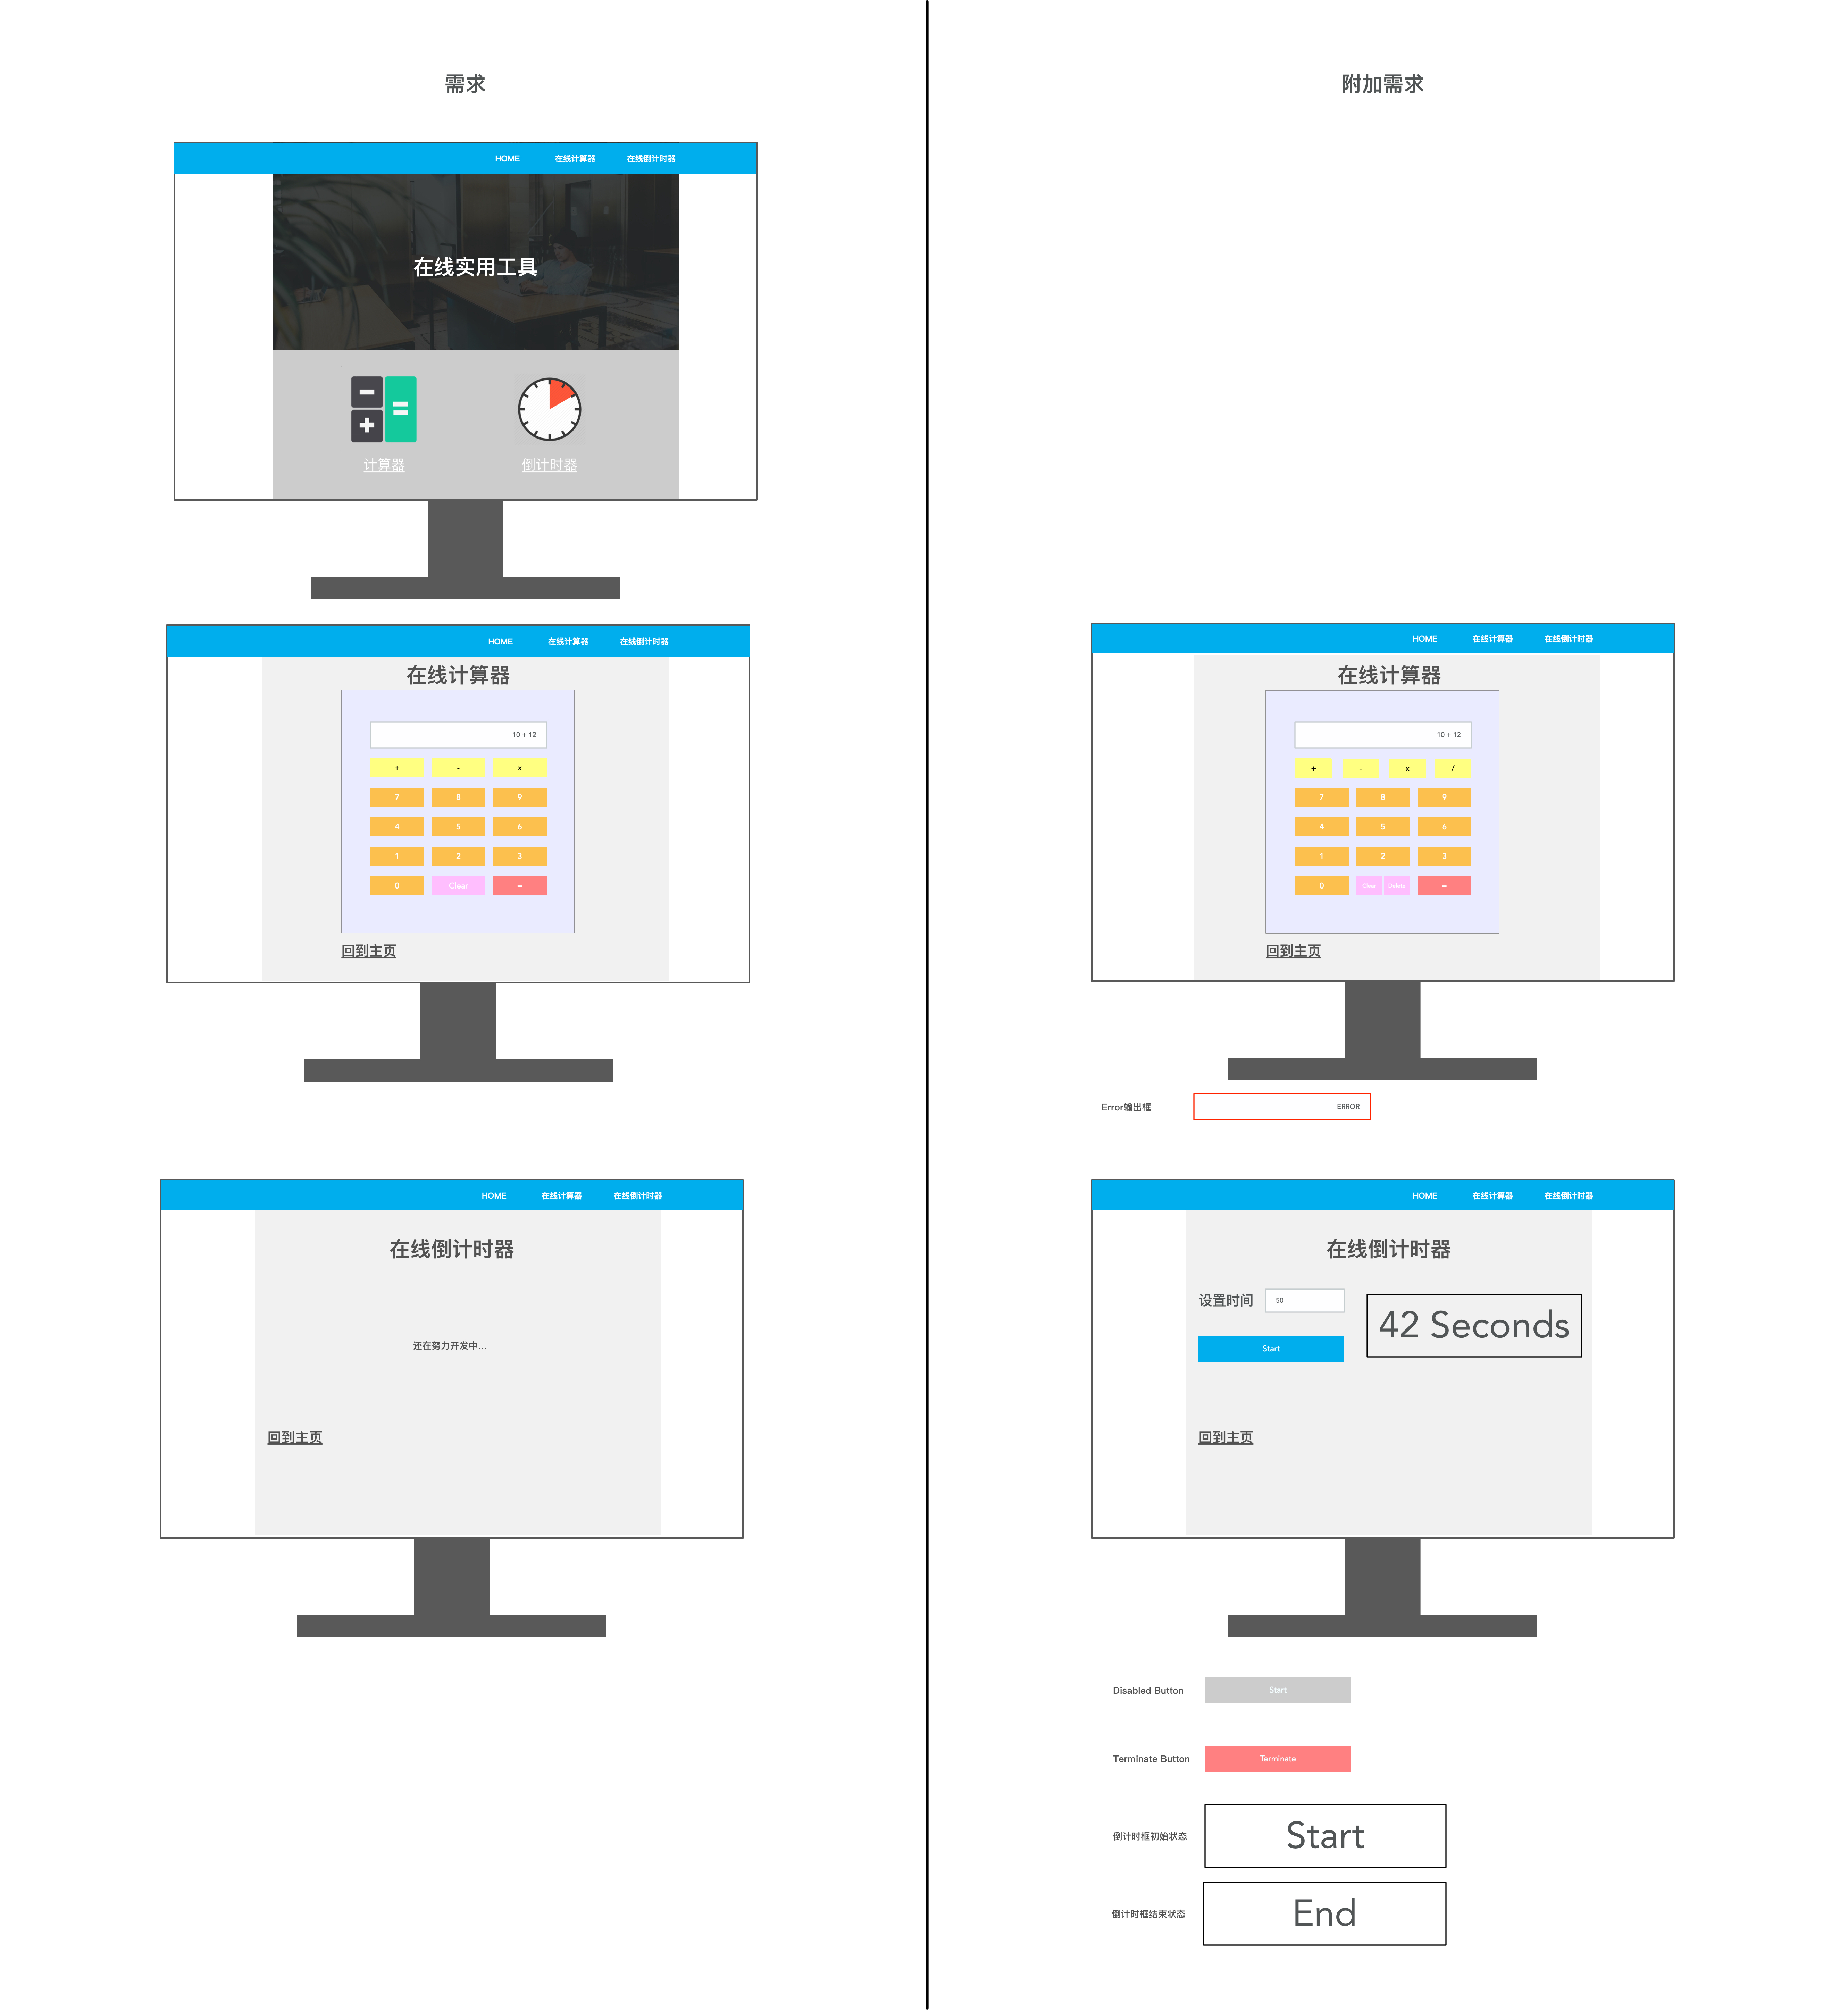 需求
HOME 在线计算器 在线倒计时器
在线实用工具
计算器 倒计时器
HOME 在线计算器 在线倒计时器
在线计算器
10 + 12
+ - x
7 8 9
4 5 6
1 2 3
0 Clear =
回到主页
HOME 在线计算器 在线倒计时器
在线倒计时器
还在努力开发中...
回到主页
附加需求
HOME 在线计算器 在线倒计时器
在线计算器
10 + 12
+ - x /
7 8 9
4 5 6
1 2 3
0 Clear Delete =
回到主页
Error输出框 ERROR
HOME 在线计算器 在线倒计时器
在线倒计时器
设置时间 50
42 Seconds
Start
回到主页
Disabled Button Start
Terminate Button Terminate
倒计时框初始状态 Start
倒计时框结束状态 End